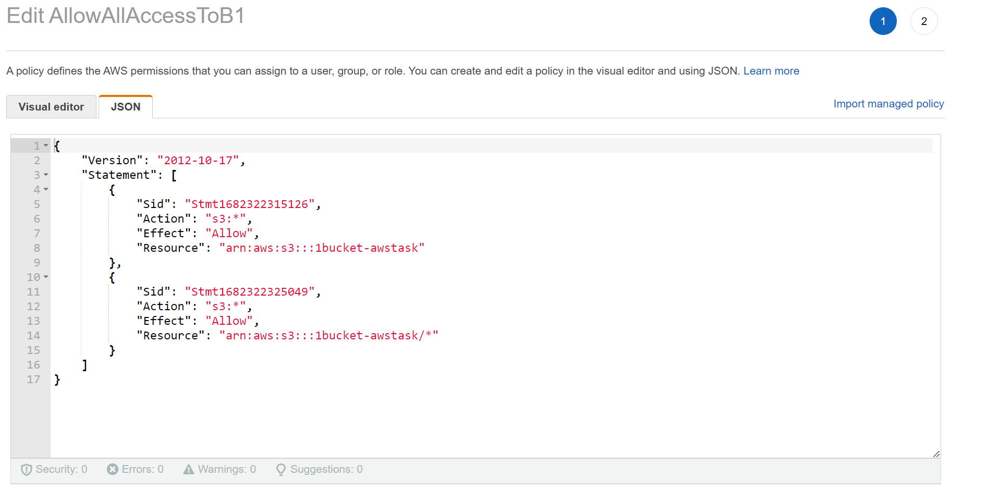 Edit AllowAllAccessToB1
1 2
A policy defines the AWS permissions that you can assign to a user, group, or role. You can create and edit a policy in the visual editor and using JSON. Learn more
Visual editor JSON Import managed policy
1 {
2     "Version": "2012-10-17",
3     "Statement": [
4         {
5             "Sid": "Stmt1682322315126",
6             "Action": "s3:*",
7             "Effect": "Allow",
8             "Resource": "arn:aws:s3:::1bucket-awstask"
9         },
10         {
11             "Sid": "Stmt1682322325049",
12             "Action": "s3:*",
13             "Effect": "Allow",
14             "Resource": "arn:aws:s3:::1bucket-awstask/*"
15         }
16     ]
17 }
Security: 0 Errors: 0 Warnings: 0 Suggestions: 0